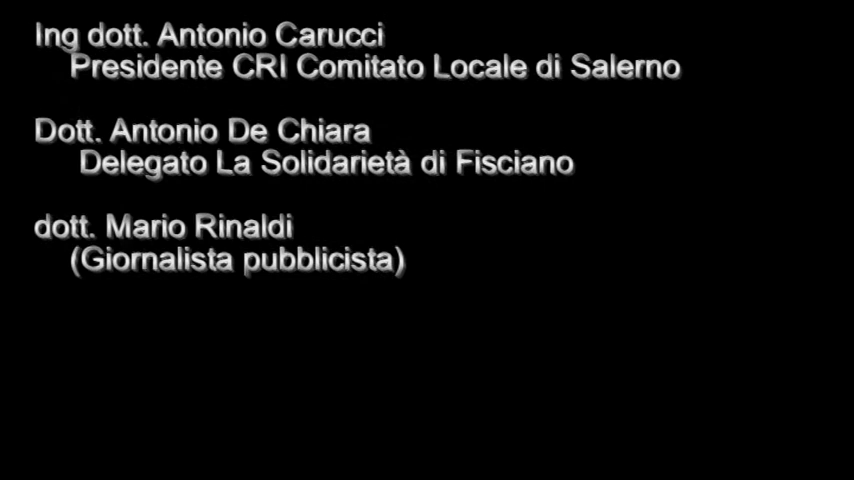 Ing dott. Antonio Carucci
Presidente CRI Comitato Locale di Salerno
Dott. Antonio De Chiara
Delegato La Solidarietà di Fisciano
dott. Mario Rinaldi
(Giornalista pubblicista)